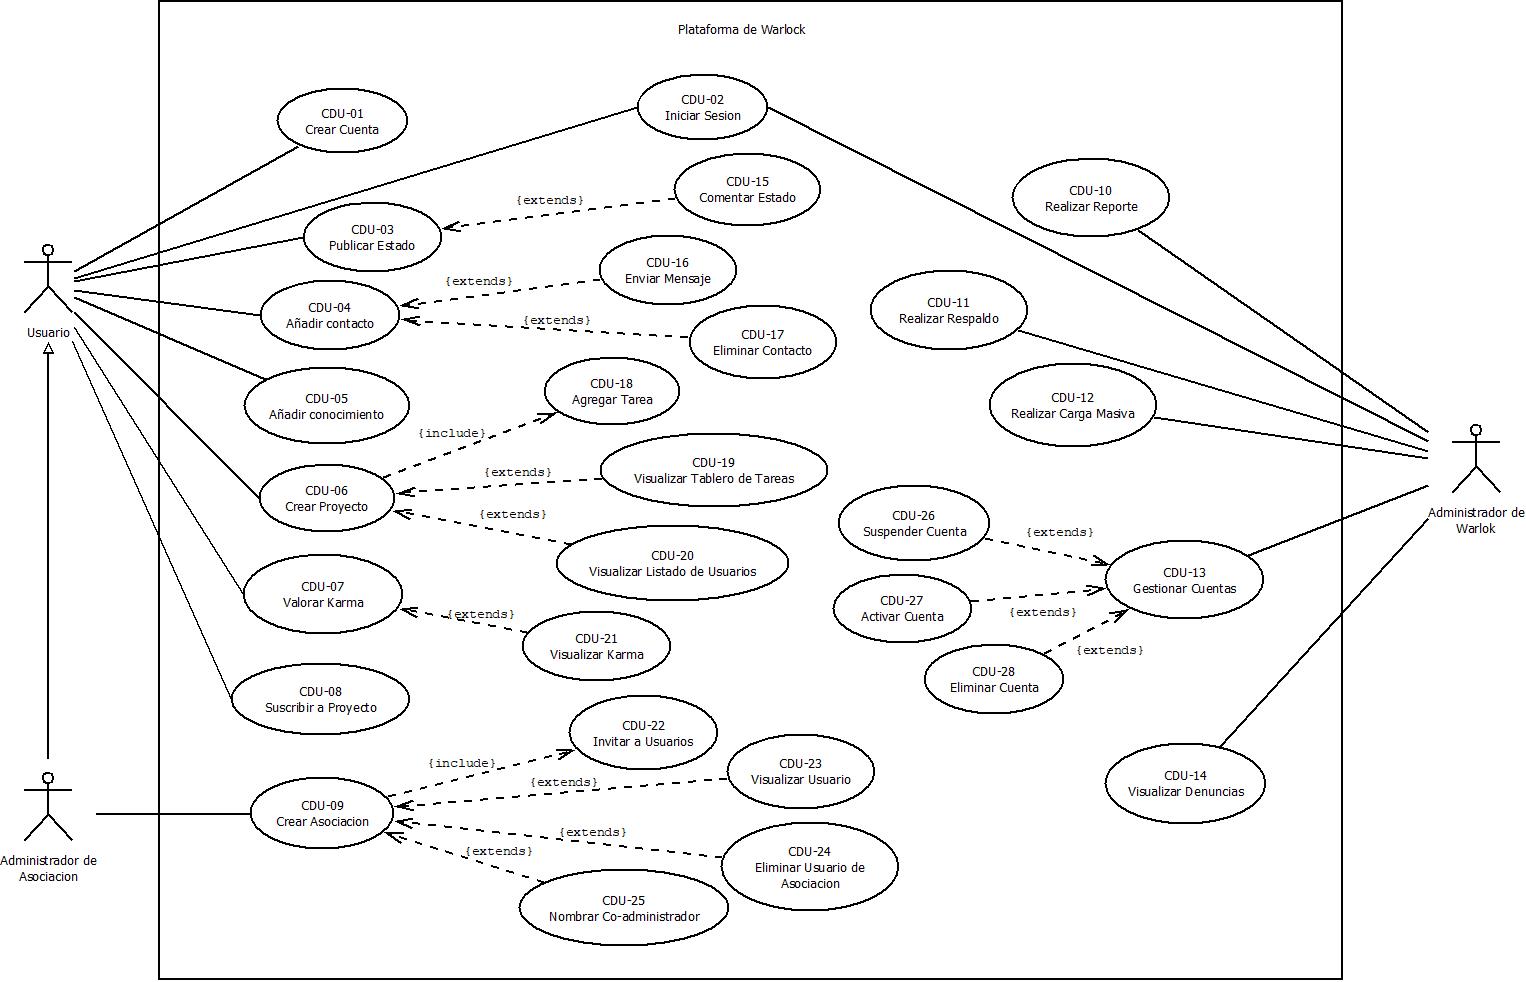 Plataforma de Warlock
CDU-01
Crear Cuenta
CDU-02
Iniciar Sesion
CDU-15
Comentar Estado
{extends}
CDU-03
Publicar Estado
CDU-10
Realizar Reporte
CDU-16
Enviar Mensaje
{extends}
CDU-04
Añadir contacto
{extends}
CDU-17
Eliminar Contacto
CDU-11
Realizar Respaldo
Usuario
CDU-18
Agregar Tarea
CDU-05
Añadir conocimiento
CDU-12
Realizar Carga Masiva
{include}
CDU-19
Visualizar Tablero de Tareas
{extends}
CDU-06
Crear Proyecto
{extends}
CDU-20
Visualizar Listado de Usuarios
Administrador de
Warlok
CDU-26
Suspender Cuenta
{extends}
CDU-13
Gestionar Cuentas
CDU-27
Activar Cuenta
{extends}
CDU-28
Eliminar Cuenta
{extends}
CDU-07
Valorar Karma
{extends}
CDU-21
Visualizar Karma
CDU-08
Suscribir a Proyecto
CDU-22
Invitar a Usuarios
{include}
CDU-23
Visualizar Usuario
{extends}
CDU-14
Visualizar Denuncias
CDU-09
Crear Asociacion
{extends}
CDU-24
Eliminar Usuario de
Asociacion
{extends}
CDU-25
Nombrar Co-administrador
Administrador de
Asociacion